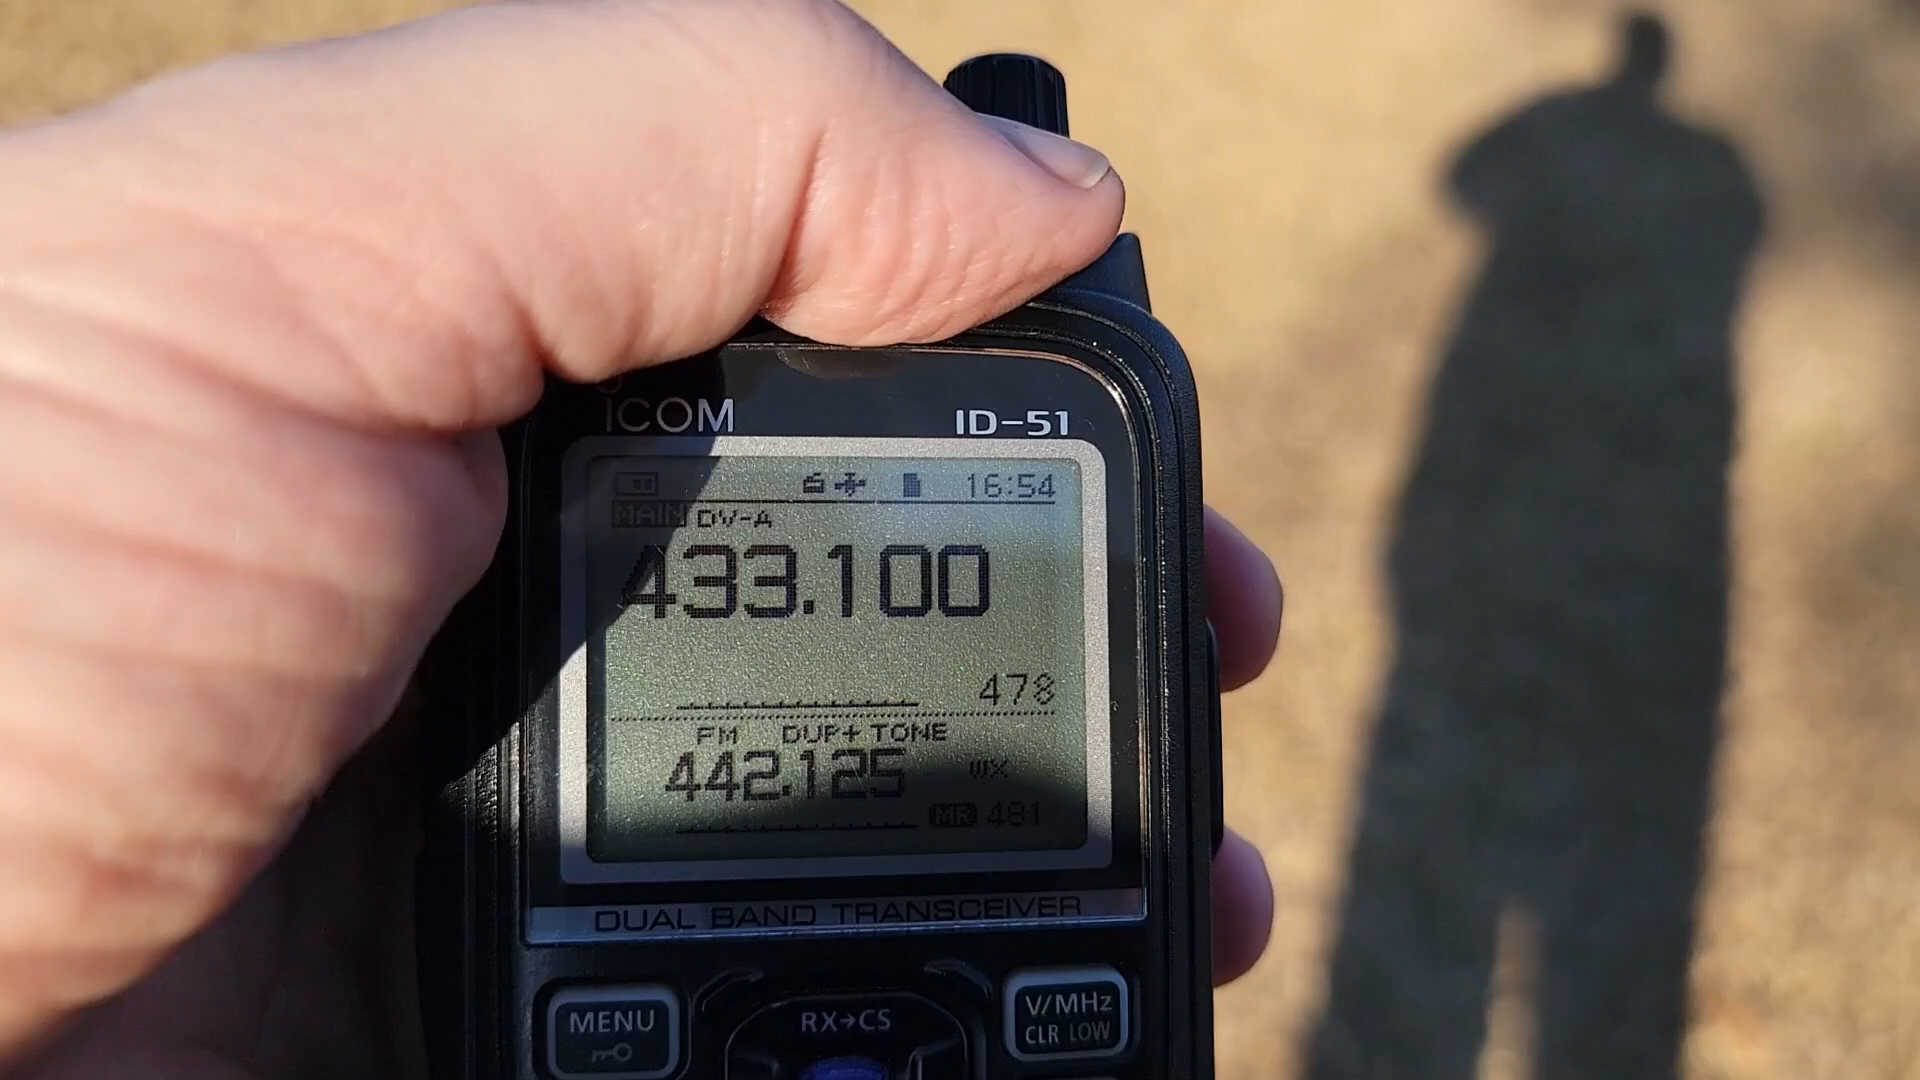 ICOM ID-51
16:54
MAIN DV-A
433.100
478
FM DUP+ TONE
442.125 WX
MR 481
DUAL BAND TRANSCEIVER
MENU RX→CS V/MHz
CLR LOW